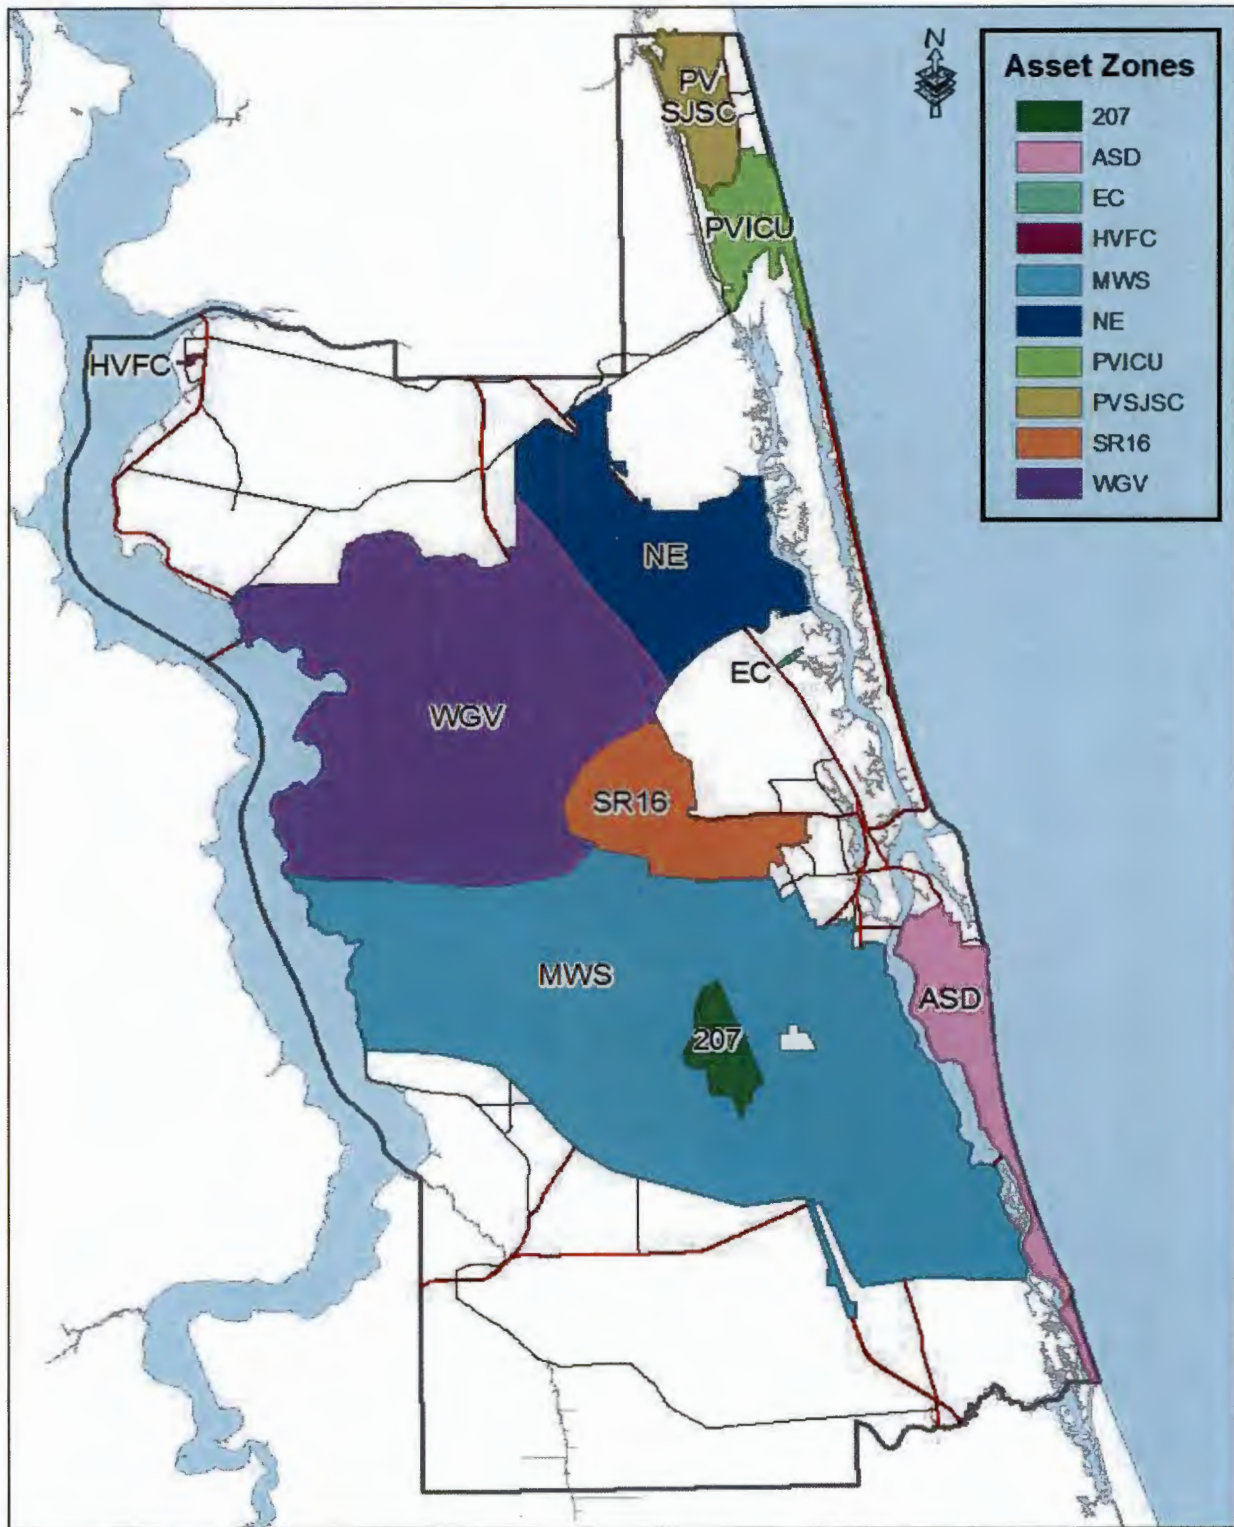 N
Asset Zones
207
ASD
EC
HVFC
MWS
NE
PVICU
PVSJSC
SR16
WGV
PV
SJSC
PVICU
HVFC
NE
EC
WGV
SR16
MWS
ASD
207